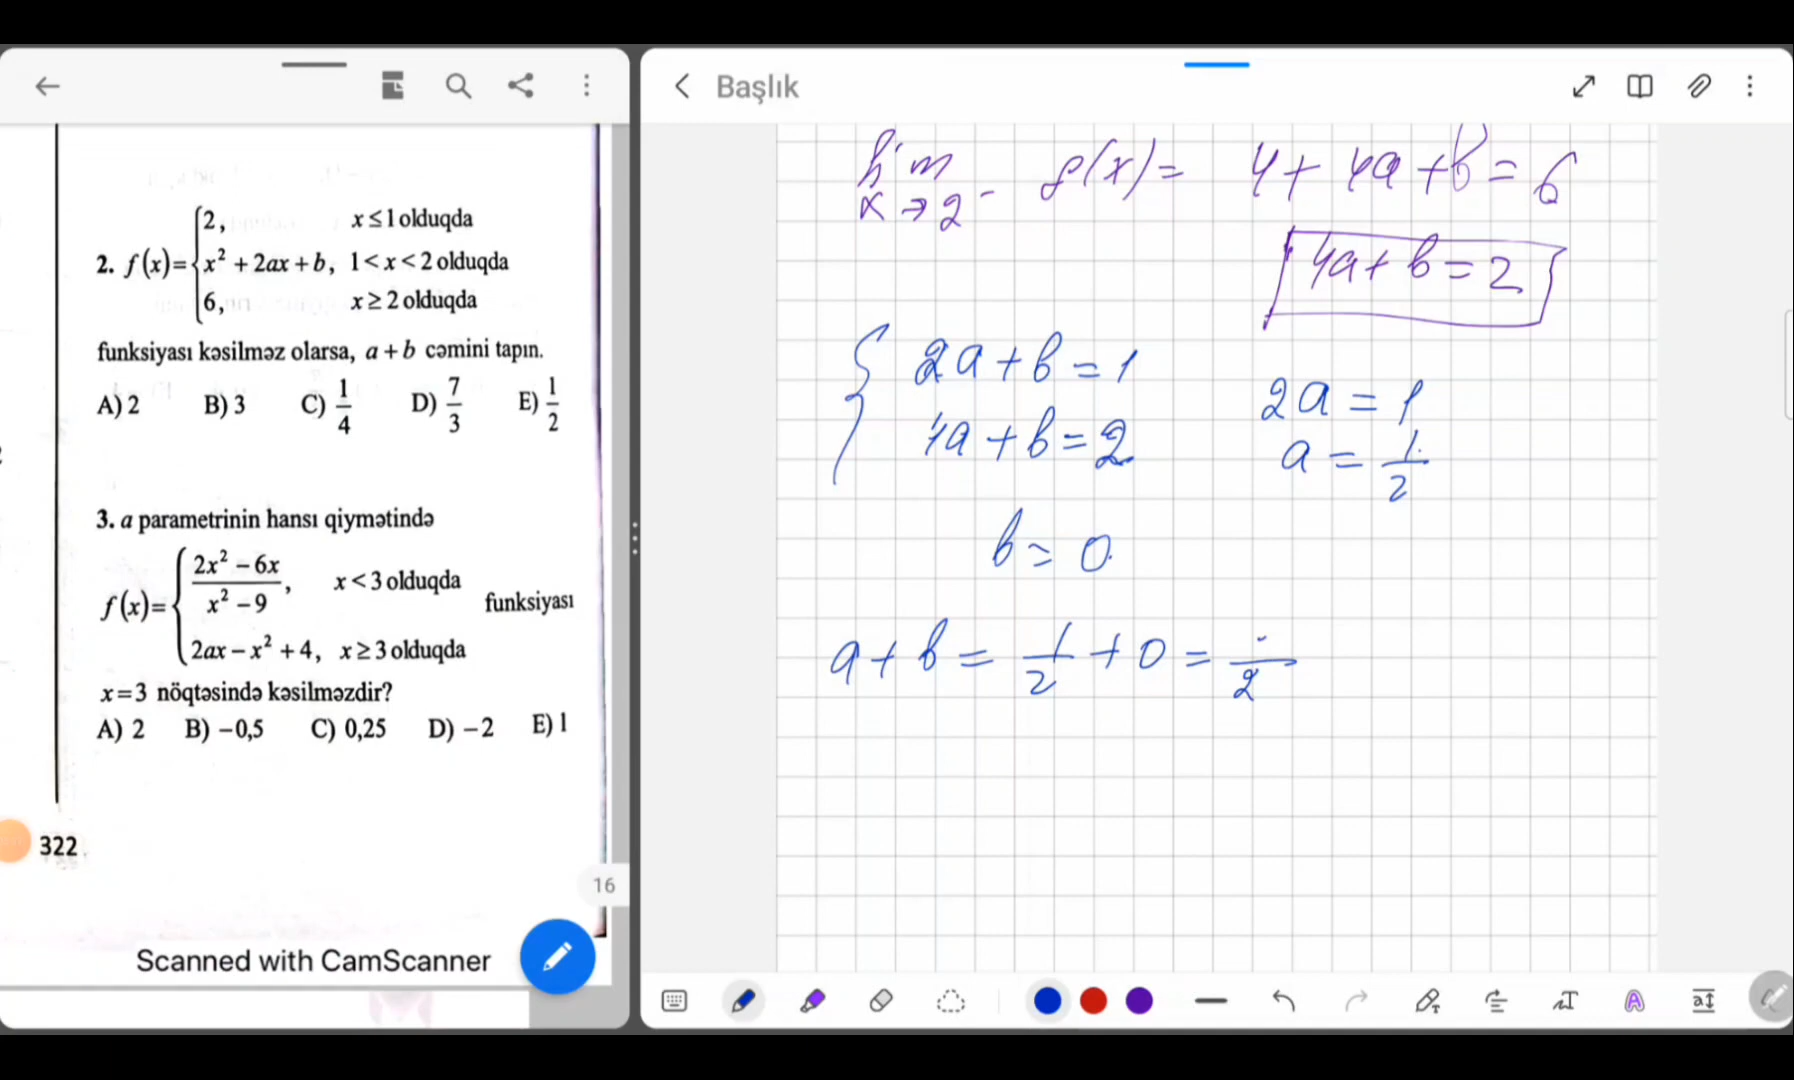 Başlık
2. f(x)= {2, x ≤ 1 olduqda
x² + 2ax + b, 1 < x < 2 olduqda
6, x ≥ 2 olduqda
funksiyası kəsilməz olarsa, a + b cəmini tapın.
A) 2 B) 3 C) 1/4 D) 7/3 E) 1/2
3. a parametrinin hansı qiymətində
f(x)= {(2x² – 6x)/(x² – 9), x < 3 olduqda funksiyası
2ax – x² + 4, x ≥ 3 olduqda
x = 3 nöqtəsində kəsilməzdir?
A) 2 B) –0,5 C) 0,25 D) –2 E) 1
322
16
Scanned with CamScanner
lim x→2⁻ f(x) = 4 + 4a + b = 6
4a + b = 2
{2a + b = 1
4a + b = 2
2a = 1
a = 1/2
b = 0
a + b = 1/2 + 0 = 1/2